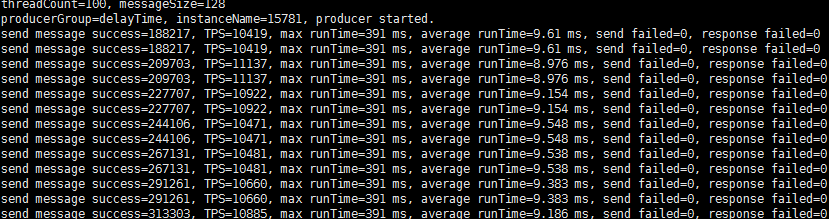 threadCount=100, messageSize=128
producerGroup=delayTime, instanceName=15781, producer started.
send message success=188217, TPS=10419, max runTime=391 ms, average runTime=9.61 ms, send failed=0, response failed=0
send message success=188217, TPS=10419, max runTime=391 ms, average runTime=9.61 ms, send failed=0, response failed=0
send message success=209703, TPS=11137, max runTime=391 ms, average runTime=8.976 ms, send failed=0, response failed=0
send message success=209703, TPS=11137, max runTime=391 ms, average runTime=8.976 ms, send failed=0, response failed=0
send message success=227707, TPS=10922, max runTime=391 ms, average runTime=9.154 ms, send failed=0, response failed=0
send message success=227707, TPS=10922, max runTime=391 ms, average runTime=9.154 ms, send failed=0, response failed=0
send message success=244106, TPS=10471, max runTime=391 ms, average runTime=9.548 ms, send failed=0, response failed=0
send message success=244106, TPS=10471, max runTime=391 ms, average runTime=9.548 ms, send failed=0, response failed=0
send message success=267131, TPS=10481, max runTime=391 ms, average runTime=9.538 ms, send failed=0, response failed=0
send message success=267131, TPS=10481, max runTime=391 ms, average runTime=9.538 ms, send failed=0, response failed=0
send message success=291261, TPS=10660, max runTime=391 ms, average runTime=9.383 ms, send failed=0, response failed=0
send message success=291261, TPS=10660, max runTime=391 ms, average runTime=9.383 ms, send failed=0, response failed=0
send message success=313303, TPS=10885, max runTime=391 ms, average runTime=9.186 ms, send failed=0, response failed=0